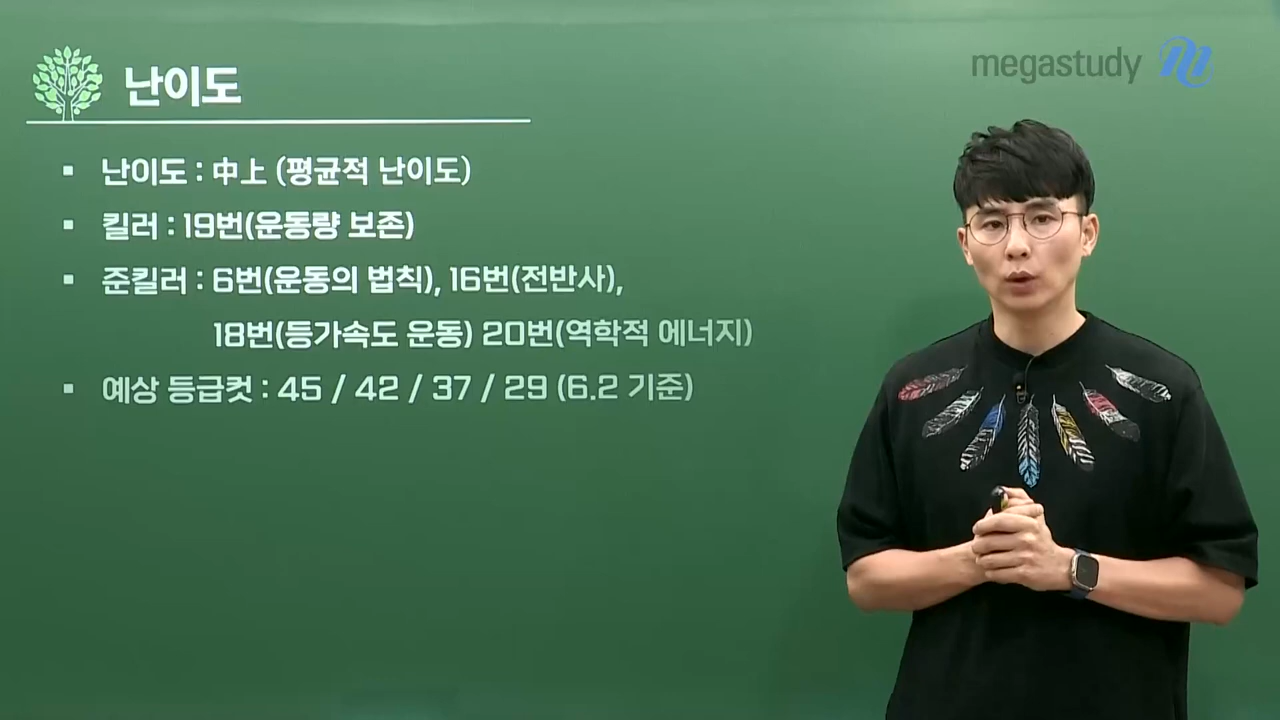 난이도
megastudy
▪ 난이도 : 中上 (평균적 난이도)
▪ 킬러 : 19번(운동량 보존)
▪ 준킬러 : 6번(운동의 법칙), 16번(전반사),
18번(등가속도 운동) 20번(역학적 에너지)
▪ 예상 등급컷 : 45 / 42 / 37 / 29 (6.2 기준)